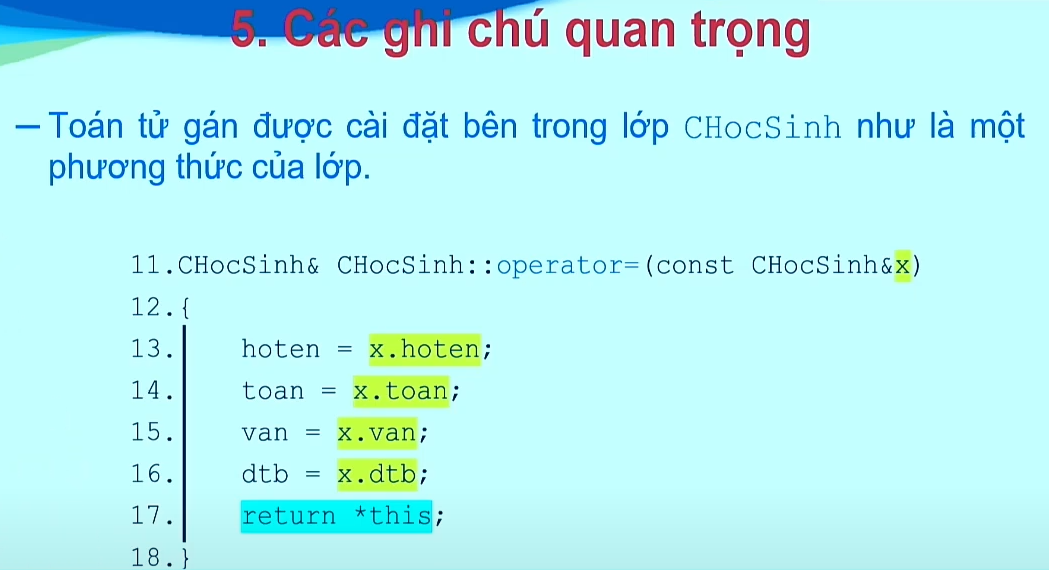 5. Các ghi chú quan trọng
– Toán tử gán được cài đặt bên trong lớp CHocSinh như là một
phương thức của lớp.
11.CHocSinh& CHocSinh::operator=(const CHocSinh&x)
12.{
13. hoten = x.hoten;
14. toan = x.toan;
15. van = x.van;
16. dtb = x.dtb;
17. return *this;
18.}